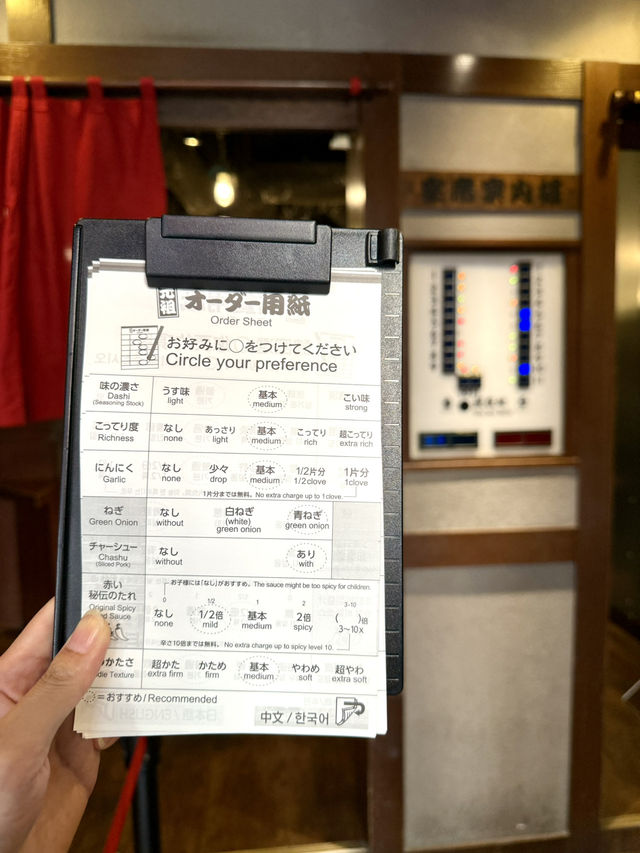 元祖 オーダー用紙
Order Sheet
お好みに○をつけてください
Circle your preference
味の濃さ うす味 基本 こい味
Dashi light medium strong
(Seasoning Stock)
こってり度 なし あっさり 基本 こってり 超こってり
Richness none light medium rich extra rich
にんにく なし 少々 基本 1/2片分 1片分
Garlic none drop medium 1/2clove 1clove
1片分までは無料。No extra charge up to 1clove.
ねぎ なし 白ねぎ 青ねぎ
Green Onion without (white) green onion
green onion
チャーシュー なし あり
Chashu without with
(Sliced Pork)
お子様には「なし」がおすすめ。The sauce might be too spicy for children.
赤い
秘伝のたれ 0 1/2 1 2 3-10
Original Spicy なし 1/2倍 基本 2倍 ( )倍
Sauce none mild medium spicy 3~10x
辛さ10倍までは無料。No extra charge up to spicy level 10.
かたさ 超かた かため 基本 やわめ 超やわ
Texture extra firm firm medium soft extra soft
=おすすめ/Recommended
中文 / 한국어